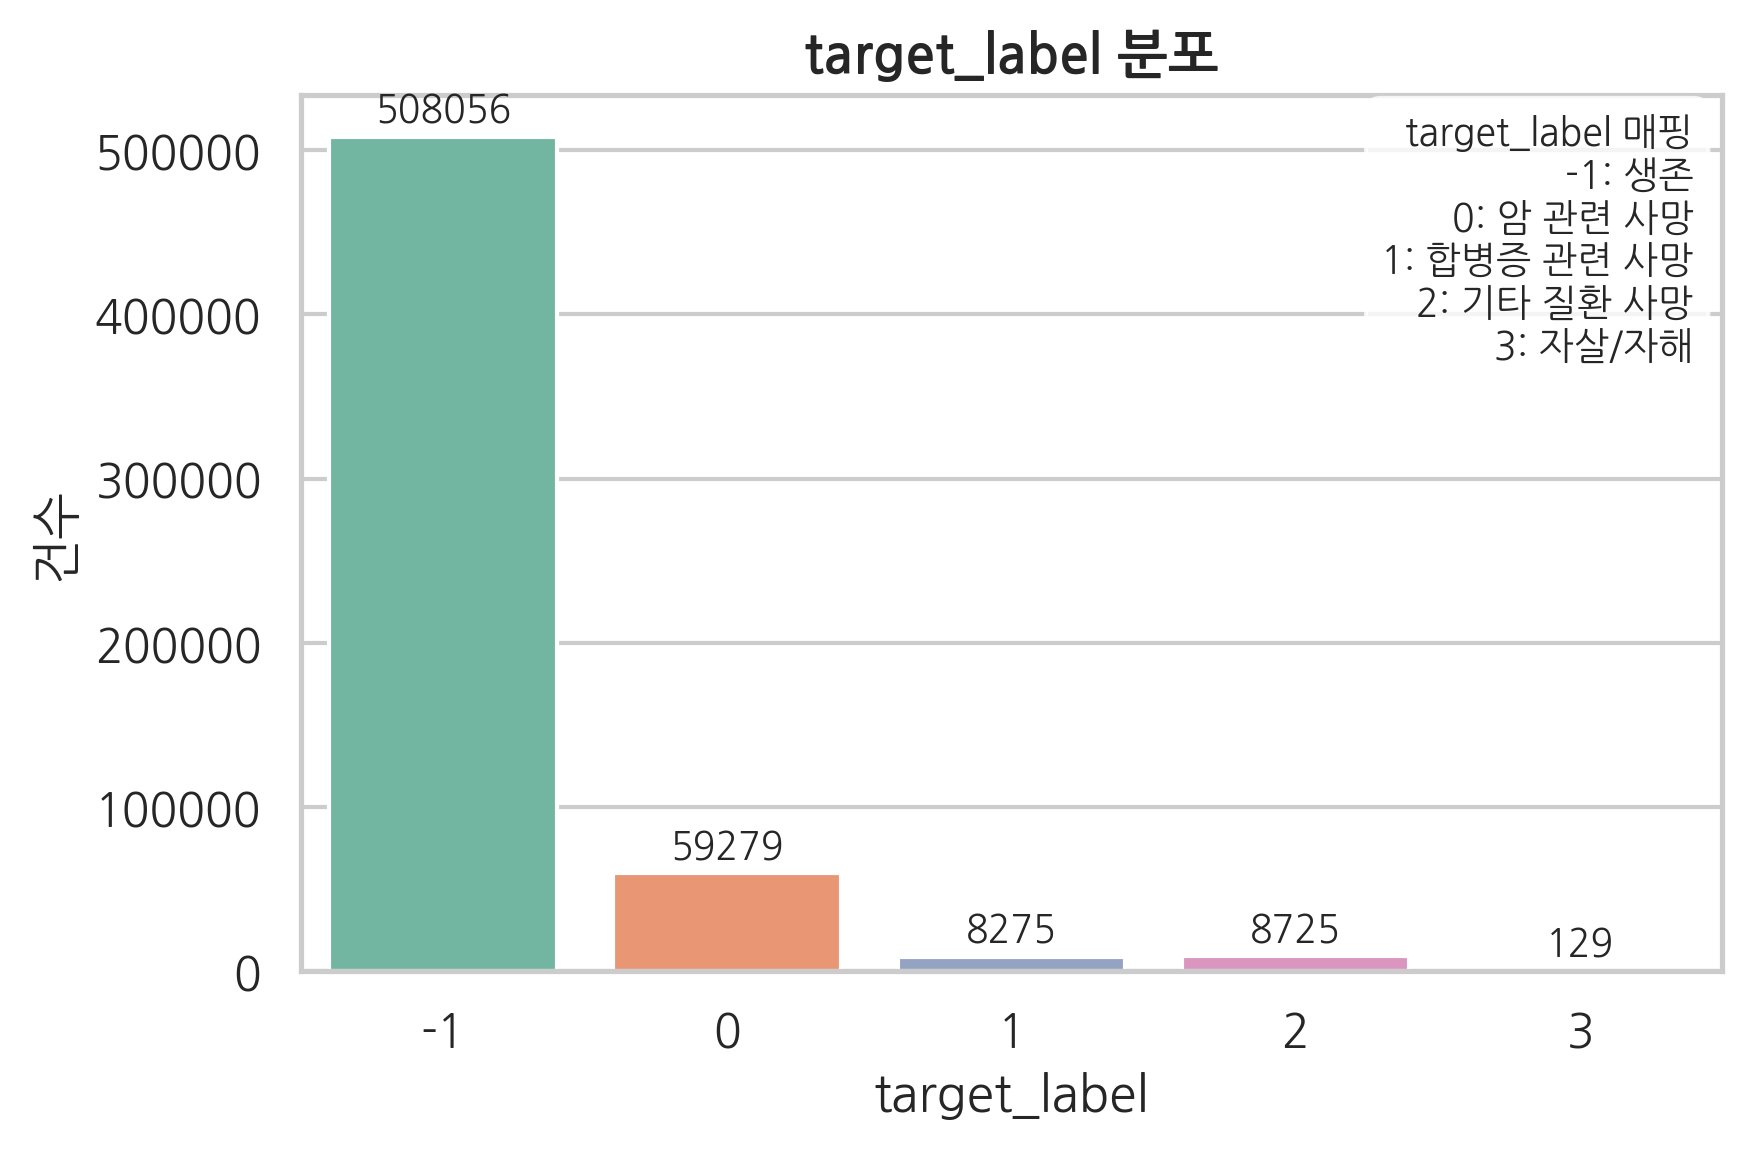 target_label 분포
508056
target_label 매핑
-1: 생존
0: 암 관련 사망
1: 합병증 관련 사망
2: 기타 질환 사망
3: 자살/자해
500000
400000
300000
200000
100000
0
건수
59279
8275
8725
129
-1 0 1 2 3
target_label